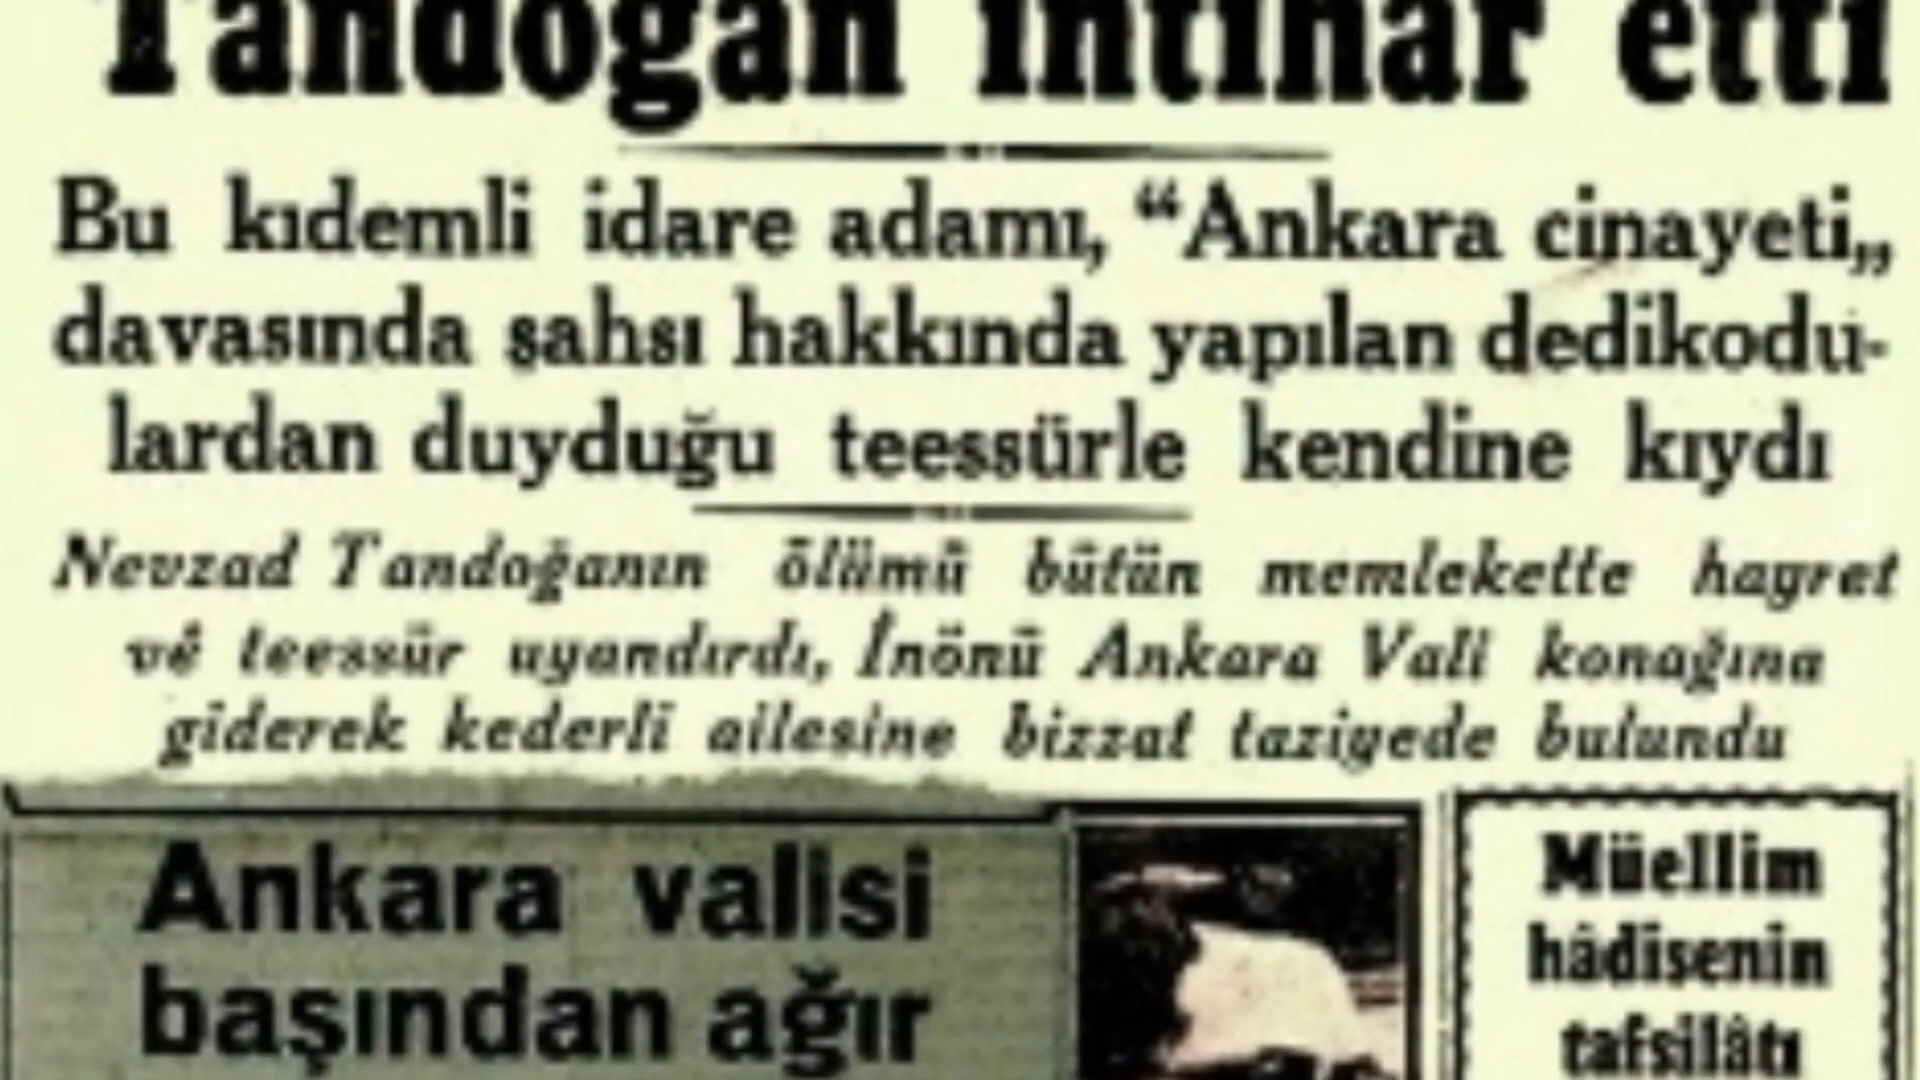 Tandoğan intihar etti
Bu kıdemli idare adamı, “Ankara cinayeti„
davasında şahsı hakkında yapılan dedikodu-
lardan duyduğu teessürle kendine kıydı
Nevzad Tandoğanın ölümü bütün memlekette hayret
ve teessür uyandırdı, İnönü Ankara Vali konağına
giderek kederli ailesine bizzat taziyede bulundu
Ankara valisi
başından ağır
Müellim
hâdisenin
tafsilâtı